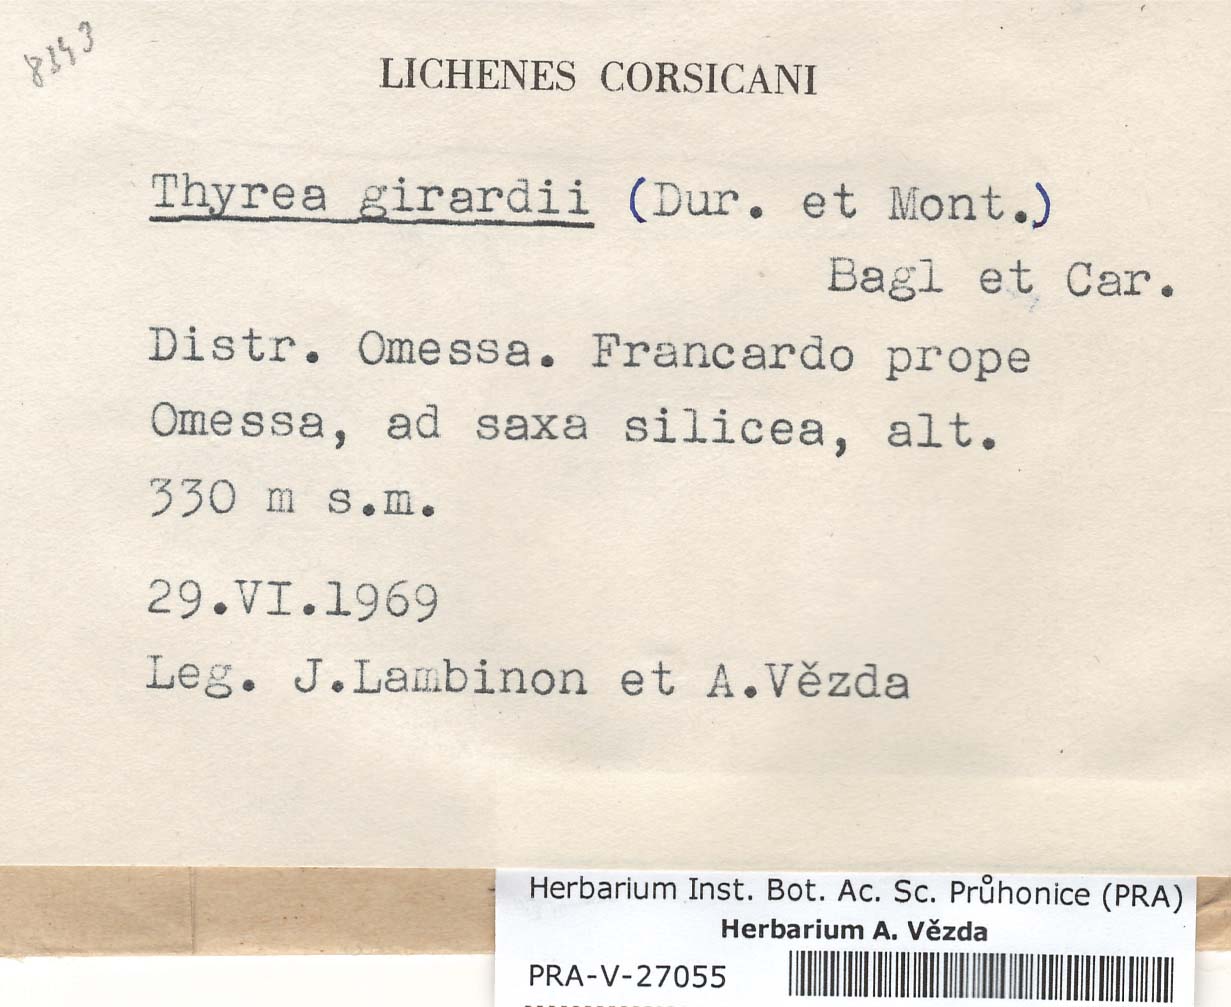 8343
LICHENES CORSICANI
Thyrea girardii (Dur. et Mont.)
Bagl et Car.
Distr. Omessa. Francardo prope
Omessa, ad saxa silicea, alt.
330 m s.m.
29.VI.1969
Leg. J.Lambinon et A.Vězda
Herbarium Inst. Bot. Ac. Sc. Průhonice (PRA)
Herbarium A. Vězda
PRA-V-27055